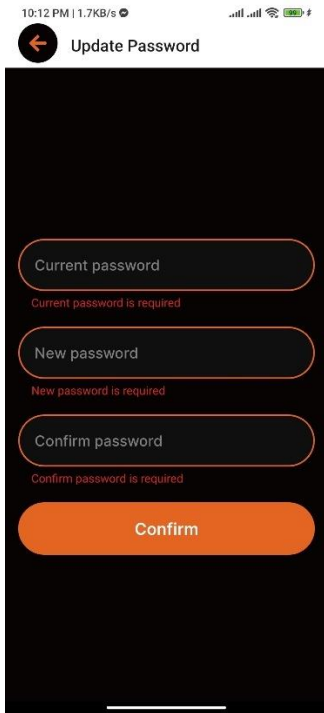 10:12 PM | 1.7KB/s
99
Update Password
Current password
Current password is required
New password
New password is required
Confirm password
Confirm password is required
Confirm